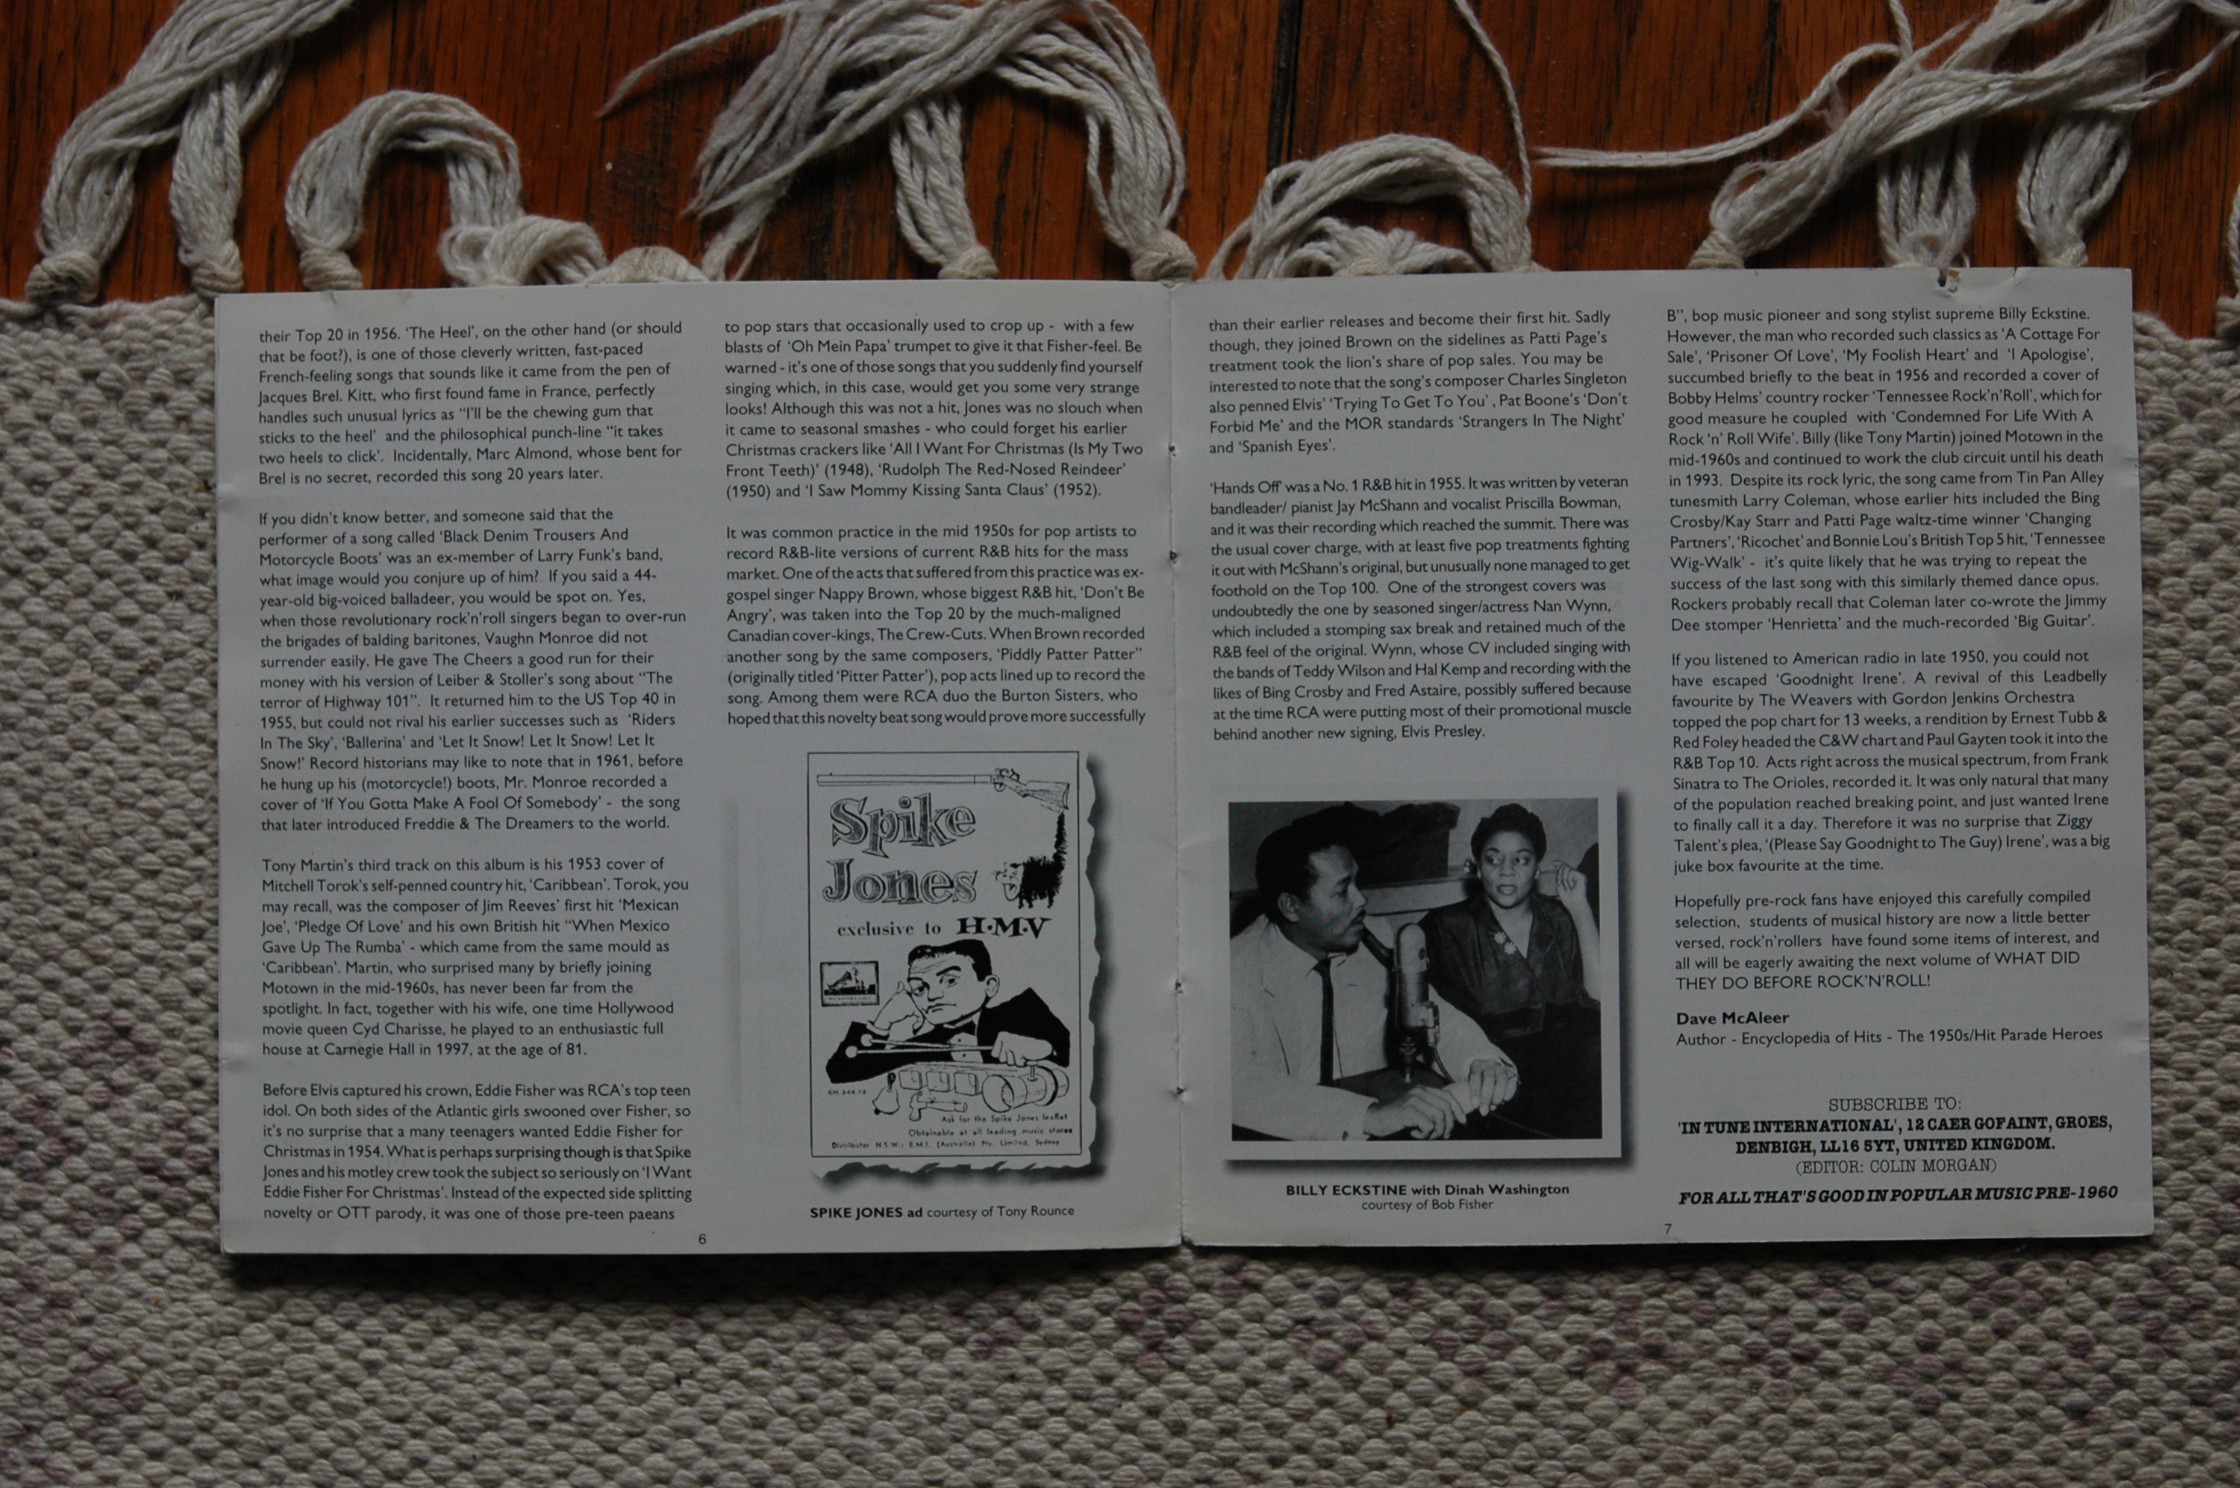 their Top 20 in 1956. 'The Heel', on the other hand (or should
that be foot!), is one of those cleverly written, fast-paced
French-feeling songs that sounds like it came from the pen of
Jacques Brel. Kitt, who first found fame in France, perfectly
handles such unusual lyrics as "I'll be the chewing gum that
sticks to the heel' and the philosophical punch-line "it takes
two heels to click'. Incidentally, Marc Almond, whose bent for
Brel is no secret, recorded this song 20 years later.
If you didn't know better, and someone said that the
performer of a song called 'Black Denim Trousers And
Motorcycle Boots' was an ex-member of Larry Funk's band,
what image would you conjure up of him? If you said a 44-
year-old big-voiced balladeer, you would be spot on. Yes,
when those revolutionary rock'n'roll singers began to over-run
the brigades of balding baritones, Vaughn Monroe did not
surrender easily. He gave The Cheers a good run for their
money with his version of Leiber & Stoller's song about "The
terror of Highway 101". It returned him to the US Top 40 in
1955, but could not rival his earlier successes such as 'Riders
In The Sky', 'Ballerina' and 'Let It Snow! Let It Snow! Let It
Snow!' Record historians may like to note that in 1961, before
he hung up his (motorcycle!) boots, Mr. Monroe recorded a
cover of 'If You Gotta Make A Fool Of Somebody' - the song
that later introduced Freddie & The Dreamers to the world.
Tony Martin's third track on this album is his 1953 cover of
Mitchell Torok's self-penned country hit, 'Caribbean'. Torok, you
may recall, was the composer of Jim Reeves' first hit 'Mexican
Joe', 'Pledge Of Love' and his own British hit "When Mexico
Gave Up The Rumba' - which came from the same mould as
'Caribbean'. Martin, who surprised many by briefly joining
Motown in the mid-1960s, has never been far from the
spotlight. In fact, together with his wife, one time Hollywood
movie queen Cyd Charisse, he played to an enthusiastic full
house at Carnegie Hall in 1997, at the age of 81.
Before Elvis captured his crown, Eddie Fisher was RCA's top teen
idol. On both sides of the Atlantic girls swooned over Fisher, so
it's no surprise that a many teenagers wanted Eddie Fisher for
Christmas in 1954. What is perhaps surprising though is that Spike
Jones and his motley crew took the subject so seriously on 'I Want
Eddie Fisher For Christmas'. Instead of the expected side splitting
novelty or OTT parody, it was one of those pre-teen paeans
to pop stars that occasionally used to crop up - with a few
blasts of 'Oh Mein Papa' trumpet to give it that Fisher-feel. Be
warned - it's one of those songs that you suddenly find yourself
singing which, in this case, would get you some very strange
looks! Although this was not a hit, Jones was no slouch when
it came to seasonal smashes - who could forget his earlier
Christmas crackers like 'All I Want For Christmas (Is My Two
Front Teeth)' (1948), 'Rudolph The Red-Nosed Reindeer'
(1950) and 'I Saw Mommy Kissing Santa Claus' (1952).
It was common practice in the mid 1950s for pop artists to
record R&B-lite versions of current R&B hits for the mass
market. One of the acts that suffered from this practice was ex-
gospel singer Nappy Brown, whose biggest R&B hit, 'Don't Be
Angry', was taken into the Top 20 by the much-maligned
Canadian cover-kings, The Crew-Cuts. When Brown recorded
another song by the same composers, 'Piddly Patter Patter"
(originally titled 'Pitter Patter'), pop acts lined up to record the
song. Among them were RCA duo the Burton Sisters, who
hoped that this novelty beat song would prove more successfully
Spike
Jones
exclusive to H·M·V
Ask for the Spike Jones leaflet
Obtainable at all leading music stores
Distributor N.S.W.: E.M.I. (Australia) Pty. Limited, Sydney
SPIKE JONES ad courtesy of Tony Rounce
6
than their earlier releases and become their first hit. Sadly
though, they joined Brown on the sidelines as Patti Page's
treatment took the lion's share of pop sales. You may be
interested to note that the song's composer Charles Singleton
also penned Elvis' 'Trying To Get To You', Pat Boone's 'Don't
Forbid Me' and the MOR standards 'Strangers In The Night'
and 'Spanish Eyes'.
'Hands Off' was a No. 1 R&B hit in 1955. It was written by veteran
bandleader/ pianist Jay McShann and vocalist Priscilla Bowman,
and it was their recording which reached the summit. There was
the usual cover charge, with at least five pop treatments fighting
it out with McShann's original, but unusually none managed to get
foothold on the Top 100. One of the strongest covers was
undoubtedly the one by seasoned singer/actress Nan Wynn,
which included a stomping sax break and retained much of the
R&B feel of the original. Wynn, whose CV included singing with
the bands of Teddy Wilson and Hal Kemp and recording with the
likes of Bing Crosby and Fred Astaire, possibly suffered because
at the time RCA were putting most of their promotional muscle
behind another new signing, Elvis Presley.
BILLY ECKSTINE with Dinah Washington
courtesy of Bob Fisher
B", bop music pioneer and song stylist supreme Billy Eckstine.
However, the man who recorded such classics as 'A Cottage For
Sale', 'Prisoner Of Love', 'My Foolish Heart' and 'I Apologise',
succumbed briefly to the beat in 1956 and recorded a cover of
Bobby Helms' country rocker 'Tennessee Rock'n'Roll', which for
good measure he coupled with 'Condemned For Life With A
Rock 'n' Roll Wife'. Billy (like Tony Martin) joined Motown in the
mid-1960s and continued to work the club circuit until his death
in 1993. Despite its rock lyric, the song came from Tin Pan Alley
tunesmith Larry Coleman, whose earlier hits included the Bing
Crosby/Kay Starr and Patti Page waltz-time winner 'Changing
Partners', 'Ricochet' and Bonnie Lou's British Top 5 hit, 'Tennessee
Wig-Walk' - it's quite likely that he was trying to repeat the
success of the last song with this similarly themed dance opus.
Rockers probably recall that Coleman later co-wrote the Jimmy
Dee stomper 'Henrietta' and the much-recorded 'Big Guitar'.
If you listened to American radio in late 1950, you could not
have escaped 'Goodnight Irene'. A revival of this Leadbelly
favourite by The Weavers with Gordon Jenkins Orchestra
topped the pop chart for 13 weeks, a rendition by Ernest Tubb &
Red Foley headed the C&W chart and Paul Gayten took it into the
R&B Top 10. Acts right across the musical spectrum, from Frank
Sinatra to The Orioles, recorded it. It was only natural that many
of the population reached breaking point, and just wanted Irene
to finally call it a day. Therefore it was no surprise that Ziggy
Talent's plea, '(Please Say Goodnight to The Guy) Irene', was a big
juke box favourite at the time.
Hopefully pre-rock fans have enjoyed this carefully compiled
selection, students of musical history are now a little better
versed, rock'n'rollers have found some items of interest, and
all will be eagerly awaiting the next volume of WHAT DID
THEY DO BEFORE ROCK'N'ROLL!
Dave McAleer
Author - Encyclopedia of Hits - The 1950s/Hit Parade Heroes
SUBSCRIBE TO:
'IN TUNE INTERNATIONAL', 12 CAER GOFAINT, GROES,
DENBIGH, LL16 5YT, UNITED KINGDOM.
(EDITOR: COLIN MORGAN)
FOR ALL THAT'S GOOD IN POPULAR MUSIC PRE-1960
7